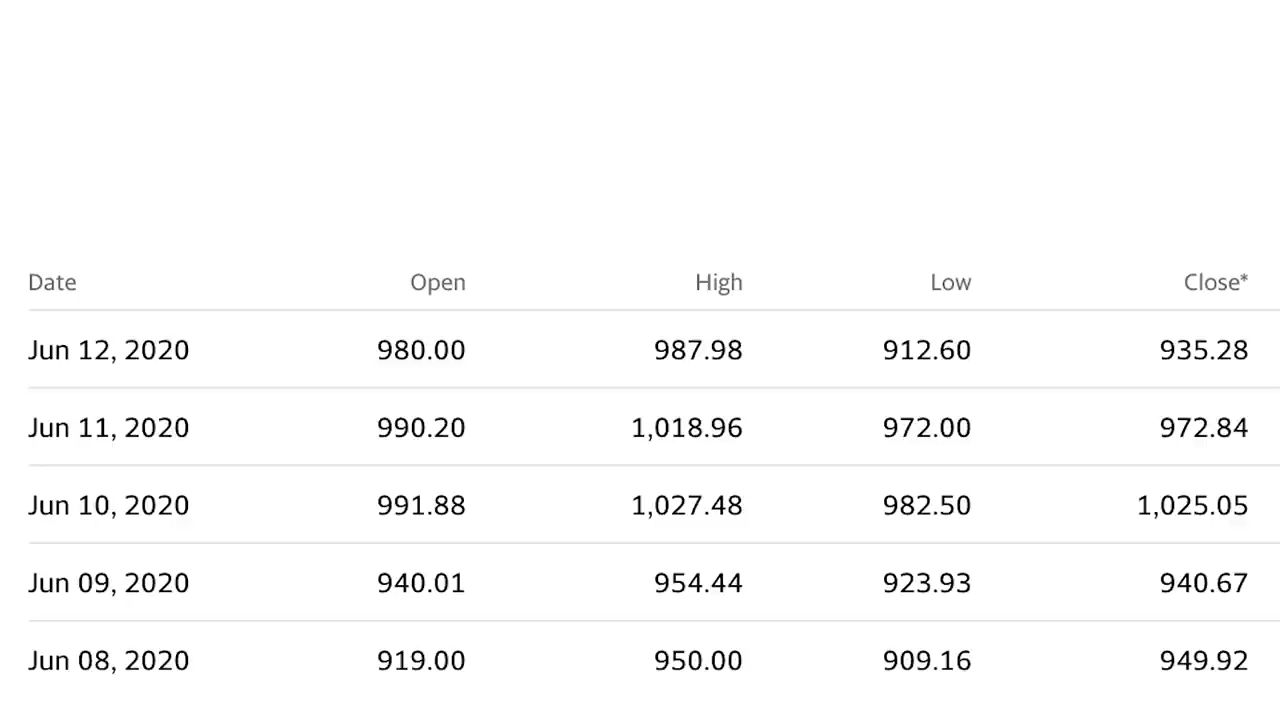 Date Open High Low Close*
Jun 12, 2020 980.00 987.98 912.60 935.28
Jun 11, 2020 990.20 1,018.96 972.00 972.84
Jun 10, 2020 991.88 1,027.48 982.50 1,025.05
Jun 09, 2020 940.01 954.44 923.93 940.67
Jun 08, 2020 919.00 950.00 909.16 949.92